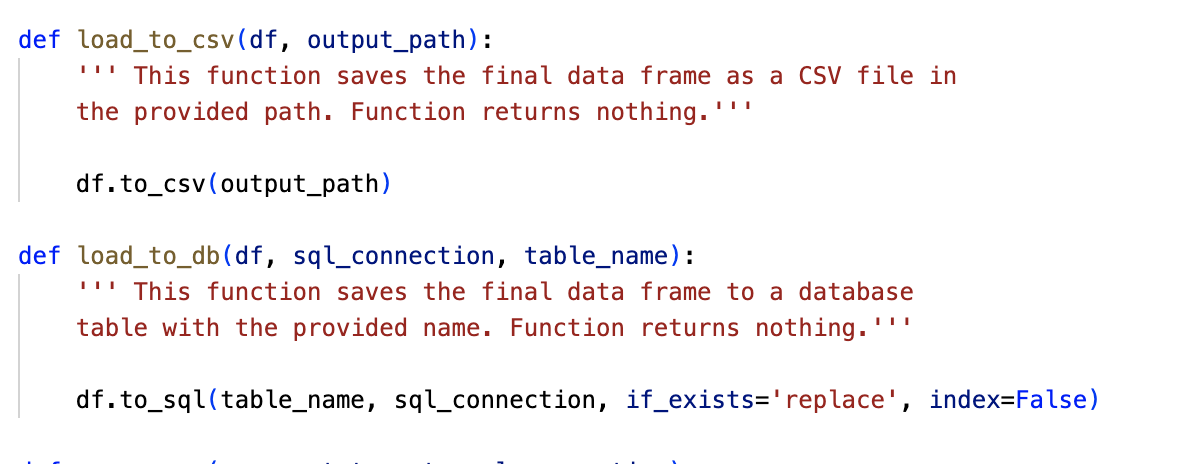 def load_to_csv(df, output_path):
    ''' This function saves the final data frame as a CSV file in
    the provided path. Function returns nothing.'''
    df.to_csv(output_path)
def load_to_db(df, sql_connection, table_name):
    ''' This function saves the final data frame to a database
    table with the provided name. Function returns nothing.'''
    df.to_sql(table_name, sql_connection, if_exists='replace', index=False)